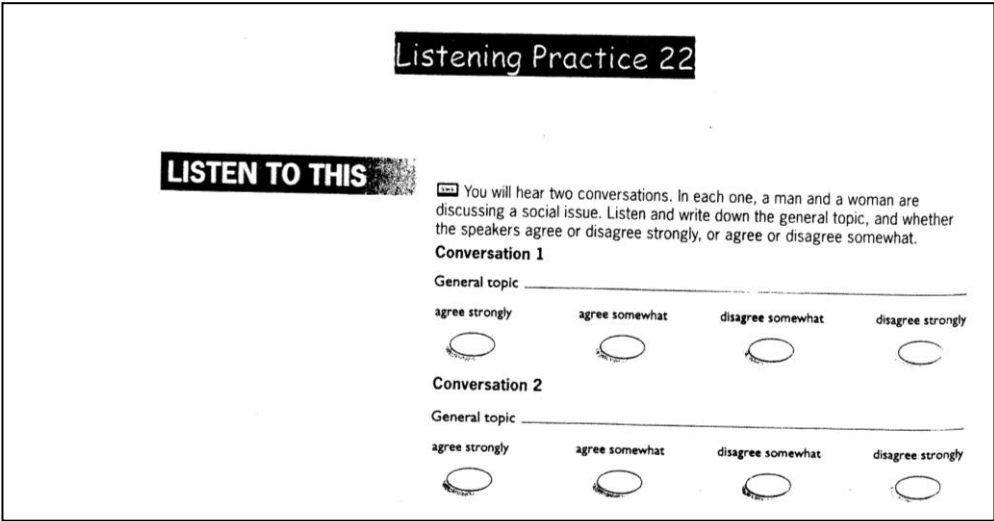 Listening Practice 22
LISTEN TO THIS
You will hear two conversations. In each one, a man and a woman are
discussing a social issue. Listen and write down the general topic, and whether
the speakers agree or disagree strongly, or agree or disagree somewhat.
Conversation 1
General topic
agree strongly agree somewhat disagree somewhat disagree strongly
Conversation 2
General topic
agree strongly agree somewhat disagree somewhat disagree strongly